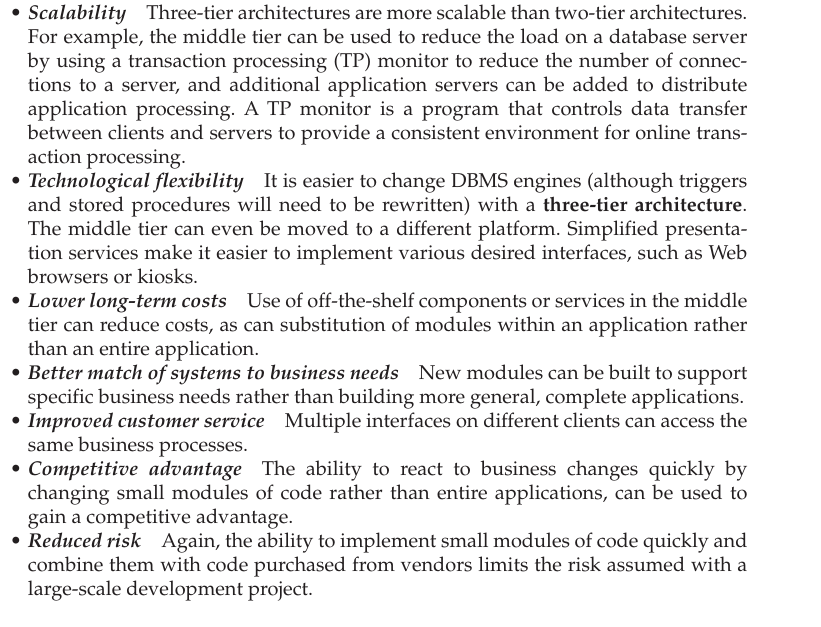 • Scalability Three-tier architectures are more scalable than two-tier architectures.
For example, the middle tier can be used to reduce the load on a database server
by using a transaction processing (TP) monitor to reduce the number of connec-
tions to a server, and additional application servers can be added to distribute
application processing. A TP monitor is a program that controls data transfer
between clients and servers to provide a consistent environment for online trans-
action processing.
• Technological flexibility It is easier to change DBMS engines (although triggers
and stored procedures will need to be rewritten) with a three-tier architecture.
The middle tier can even be moved to a different platform. Simplified presenta-
tion services make it easier to implement various desired interfaces, such as Web
browsers or kiosks.
• Lower long-term costs Use of off-the-shelf components or services in the middle
tier can reduce costs, as can substitution of modules within an application rather
than an entire application.
• Better match of systems to business needs New modules can be built to support
specific business needs rather than building more general, complete applications.
• Improved customer service Multiple interfaces on different clients can access the
same business processes.
• Competitive advantage The ability to react to business changes quickly by
changing small modules of code rather than entire applications, can be used to
gain a competitive advantage.
• Reduced risk Again, the ability to implement small modules of code quickly and
combine them with code purchased from vendors limits the risk assumed with a
large-scale development project.